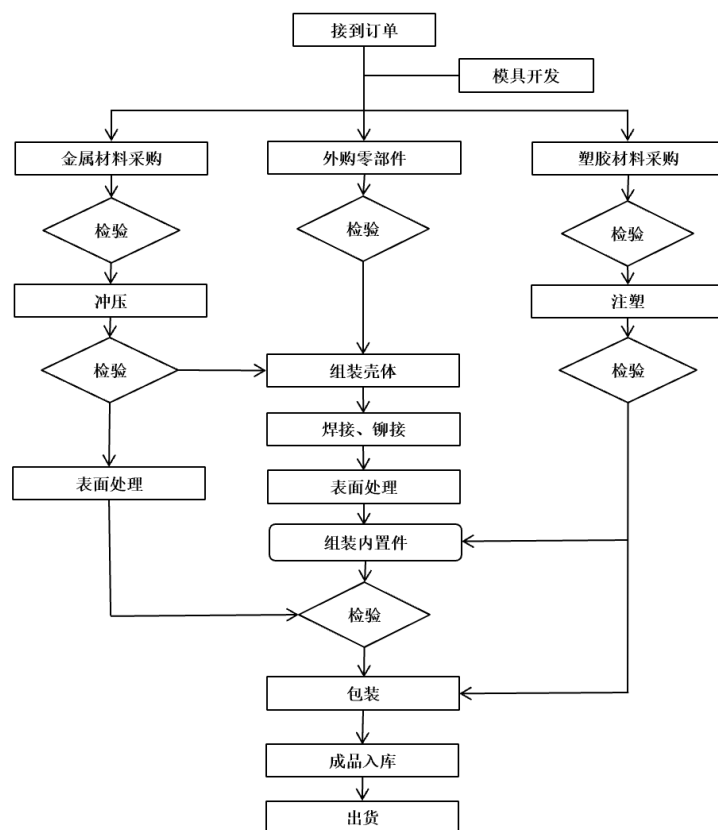 接到订单
模具开发
金属材料采购
外购零部件
塑胶材料采购
检验
检验
检验
冲压
注塑
检验
组装壳体
检验
焊接、铆接
表面处理
表面处理
组装内置件
检验
包装
成品入库
出货